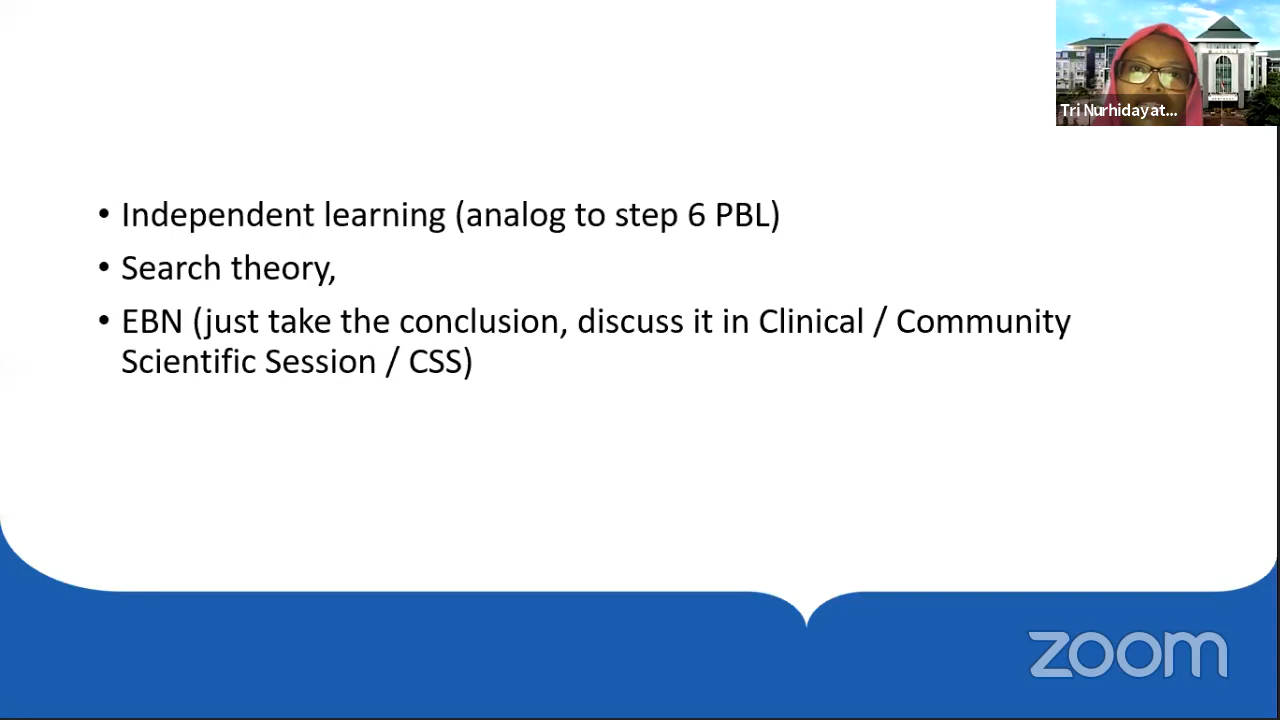 Tri Nurhidayat...
• Independent learning (analog to step 6 PBL)
• Search theory,
• EBN (just take the conclusion, discuss it in Clinical / Community
Scientific Session / CSS)
zoom